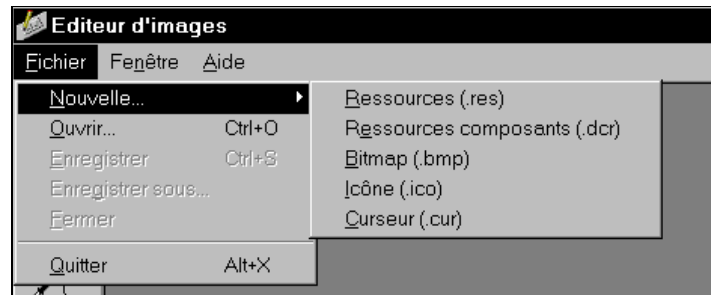 Editeur d'images
Fichier Fenêtre Aide
Nouvelle...
Ouvrir... Ctrl+O
Enregistrer Ctrl+S
Enregistrer sous...
Fermer
Quitter Alt+X
Ressources (.res)
Ressources composants (.dcr)
Bitmap (.bmp)
Icône (.ico)
Curseur (.cur)